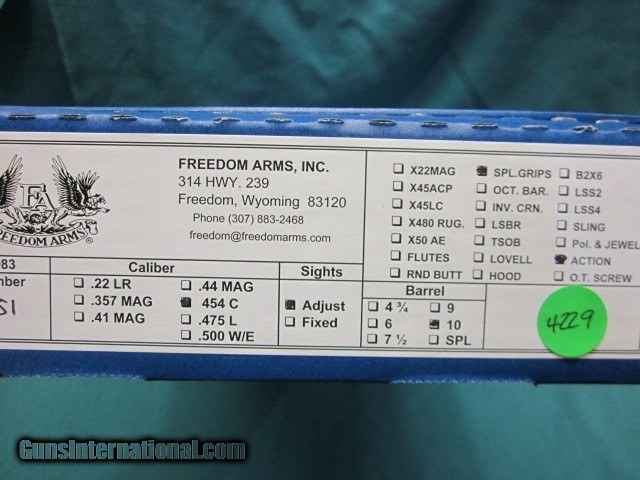 FREEDOM ARMS, INC.
314 HWY. 239
Freedom, Wyoming 83120
Phone (307) 883-2468
freedom@freedomarms.com
FA
FREEDOM ARMS ®
X22MAG
X45ACP
X45LC
X480 RUG.
X50 AE
FLUTES
RND BUTT
SPL.GRIPS
OCT. BAR.
INV. CRN.
LSBR
TSOB
LOVELL
HOOD
B2X6
LSS2
LSS4
SLING
Pol. & JEWEL
ACTION
O.T. SCREW
983
mber
51
Caliber
.22 LR
.357 MAG
.41 MAG
.44 MAG
454 C
.475 L
.500 W/E
Sights
Adjust
Fixed
Barrel
4 ¾
6
7 ½
9
10
SPL
4229
GunsInternational.com